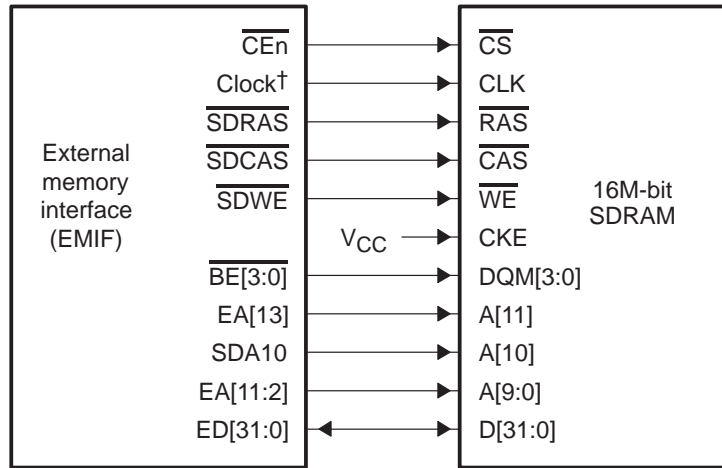 CEn CS
Clock† CLK
SDRAS RAS
SDCAS CAS
SDWE WE
VCC CKE
BE[3:0] DQM[3:0]
EA[13] A[11]
SDA10 A[10]
EA[11:2] A[9:0]
ED[31:0] D[31:0]
External
memory
interface
(EMIF)
16M-bit
SDRAM